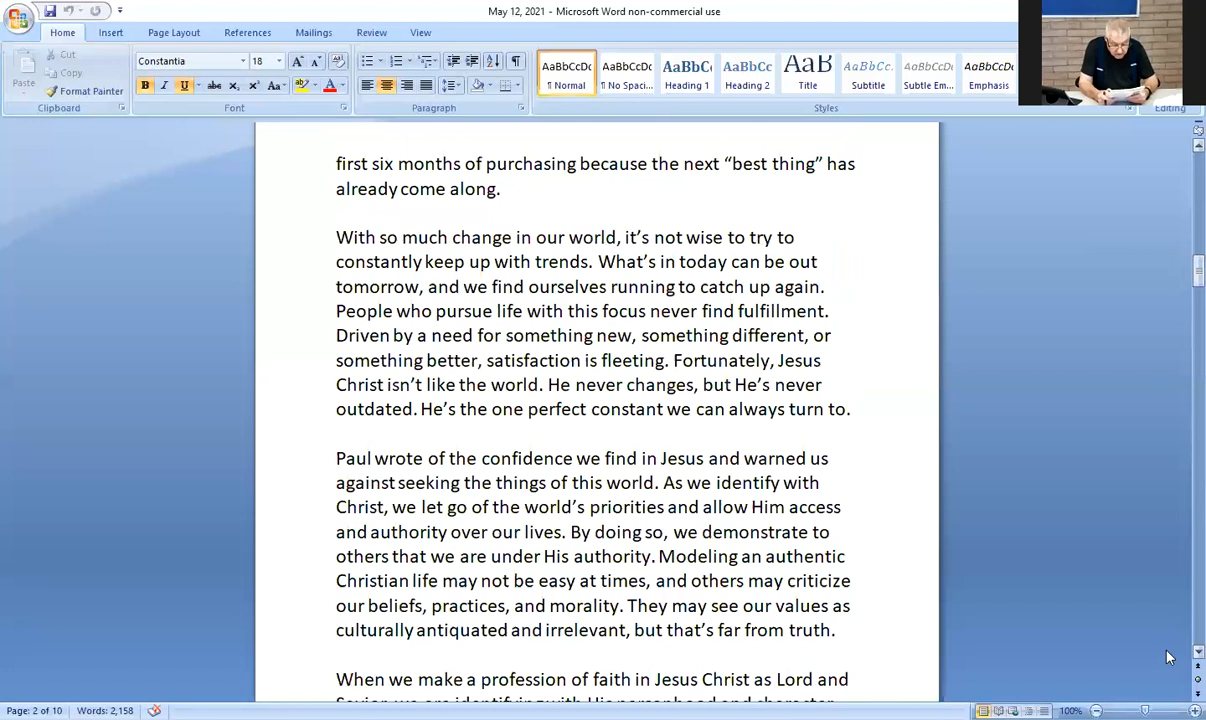 May 12, 2021 - Microsoft Word non-commercial use
Home Insert Page Layout References Mailings Review View
Cut
Copy
Paste
Format Painter
Clipboard
Constantia 18
Font
Paragraph
AaBbCcDc AaBbCcDc AaBbC AaBbCc AaB AaBbCc. AaBbCcDc AaBbCcDc
¶ Normal ¶ No Spaci... Heading 1 Heading 2 Title Subtitle Subtle Em... Emphasis
Styles
Editing
first six months of purchasing because the next “best thing” has
already come along.
With so much change in our world, it’s not wise to try to
constantly keep up with trends. What’s in today can be out
tomorrow, and we find ourselves running to catch up again.
People who pursue life with this focus never find fulfillment.
Driven by a need for something new, something different, or
something better, satisfaction is fleeting. Fortunately, Jesus
Christ isn’t like the world. He never changes, but He’s never
outdated. He’s the one perfect constant we can always turn to.
Paul wrote of the confidence we find in Jesus and warned us
against seeking the things of this world. As we identify with
Christ, we let go of the world’s priorities and allow Him access
and authority over our lives. By doing so, we demonstrate to
others that we are under His authority. Modeling an authentic
Christian life may not be easy at times, and others may criticize
our beliefs, practices, and morality. They may see our values as
culturally antiquated and irrelevant, but that’s far from truth.
When we make a profession of faith in Jesus Christ as Lord and
Savior, we are identifying with His personhood and character
Page: 2 of 10 Words: 2,158 100%